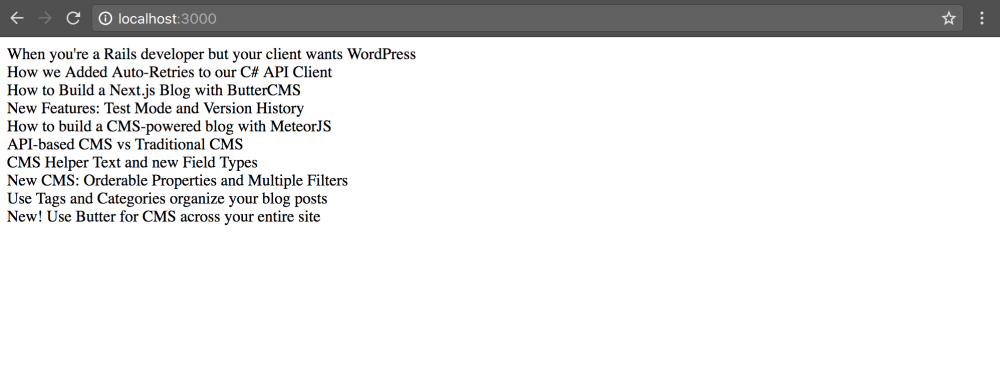 localhost:3000
When you're a Rails developer but your client wants WordPress
How we Added Auto-Retries to our C# API Client
How to Build a Next.js Blog with ButterCMS
New Features: Test Mode and Version History
How to build a CMS-powered blog with MeteorJS
API-based CMS vs Traditional CMS
CMS Helper Text and new Field Types
New CMS: Orderable Properties and Multiple Filters
Use Tags and Categories organize your blog posts
New! Use Butter for CMS across your entire site